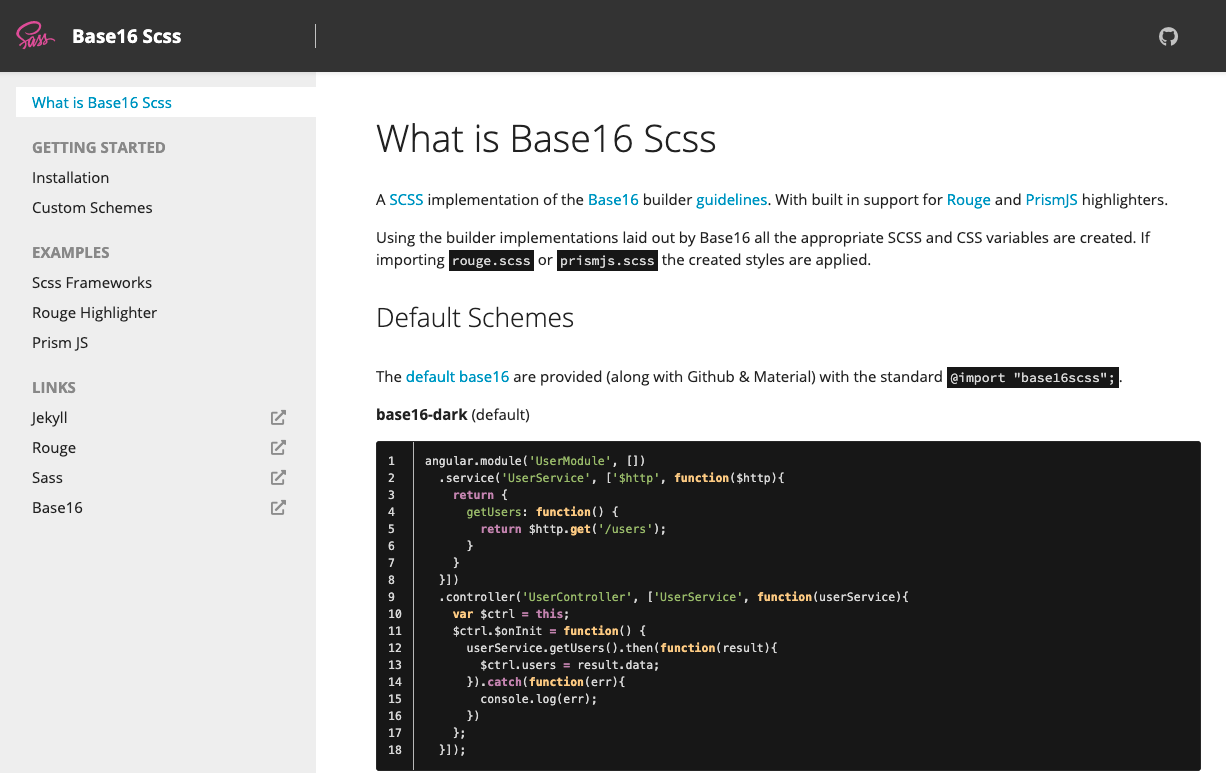 Sass Base16 Scss
What is Base16 Scss
GETTING STARTED
Installation
Custom Schemes
EXAMPLES
Scss Frameworks
Rouge Highlighter
Prism JS
LINKS
Jekyll
Rouge
Sass
Base16
What is Base16 Scss
A SCSS implementation of the Base16 builder guidelines. With built in support for Rouge and PrismJS highlighters.
Using the builder implementations laid out by Base16 all the appropriate SCSS and CSS variables are created. If
importing rouge.scss or prismjs.scss the created styles are applied.
Default Schemes
The default base16 are provided (along with Github & Material) with the standard @import "base16scss";.
base16-dark (default)
1 angular.module('UserModule', [])
2   .service('UserService', ['$http', function($http){
3     return {
4       getUsers: function() {
5         return $http.get('/users');
6       }
7     }
8   }])
9   .controller('UserController', ['UserService', function(userService){
10     var $ctrl = this;
11     $ctrl.$onInit = function() {
12       userService.getUsers().then(function(result){
13         $ctrl.users = result.data;
14       }).catch(function(err){
15         console.log(err);
16       })
17     };
18   }]);